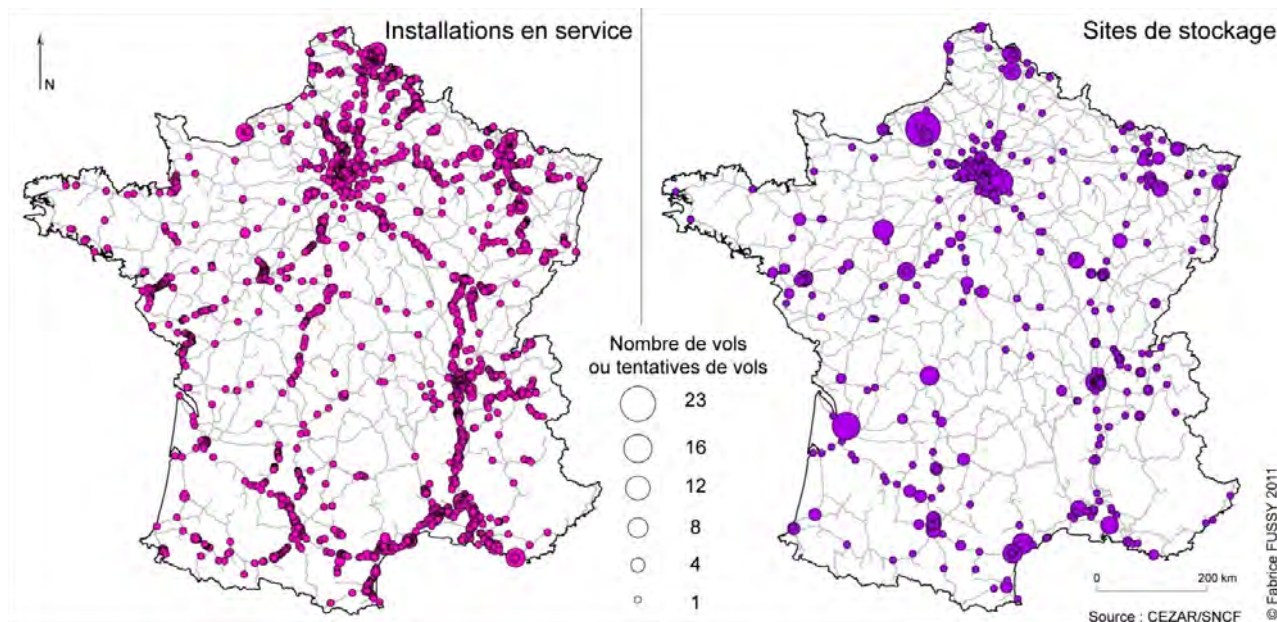 Installations en service
Sites de stockage
N
Nombre de vols
ou tentatives de vols
23
16
12
8
4
1
0 200 km
Source : CEZAR/SNCF
© Fabrice FUSSY 2011